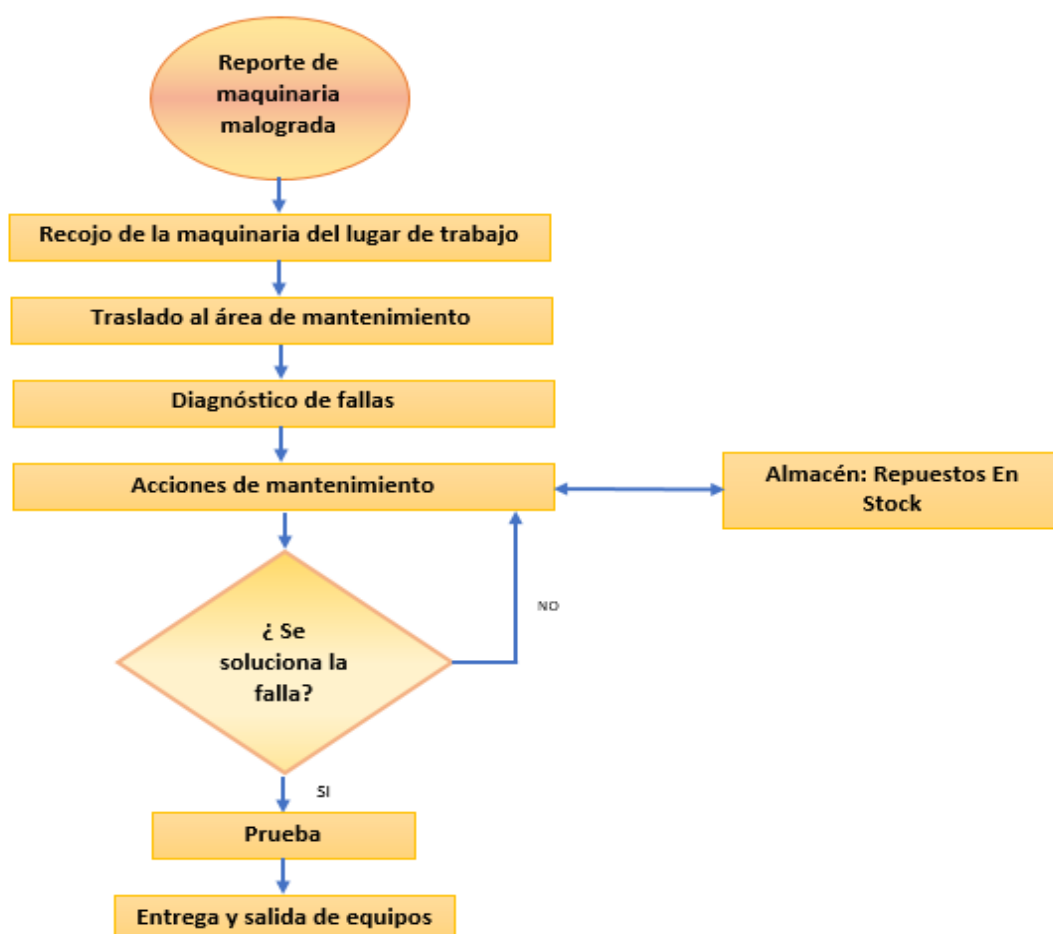 Reporte de
maquinaria
malograda
Recojo de la maquinaria del lugar de trabajo
Traslado al área de mantenimiento
Diagnóstico de fallas
Acciones de mantenimiento
Almacén: Repuestos En
Stock
¿ Se
soluciona la
falla?
NO
SI
Prueba
Entrega y salida de equipos